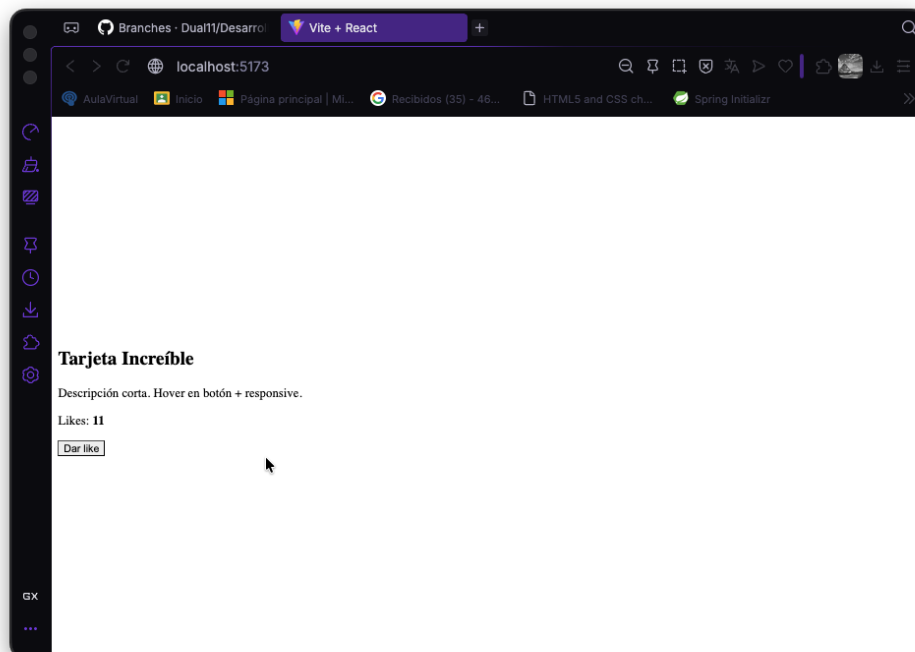 Branches · Dual11/Desarro
Vite + React
localhost:5173
AulaVirtual
Inicio
Página principal | Mi...
Recibidos (35) – 46...
HTML5 and CSS ch...
Spring Initializr
Tarjeta Increíble
Descripción corta. Hover en botón + responsive.
Likes: 11
Dar like
GX